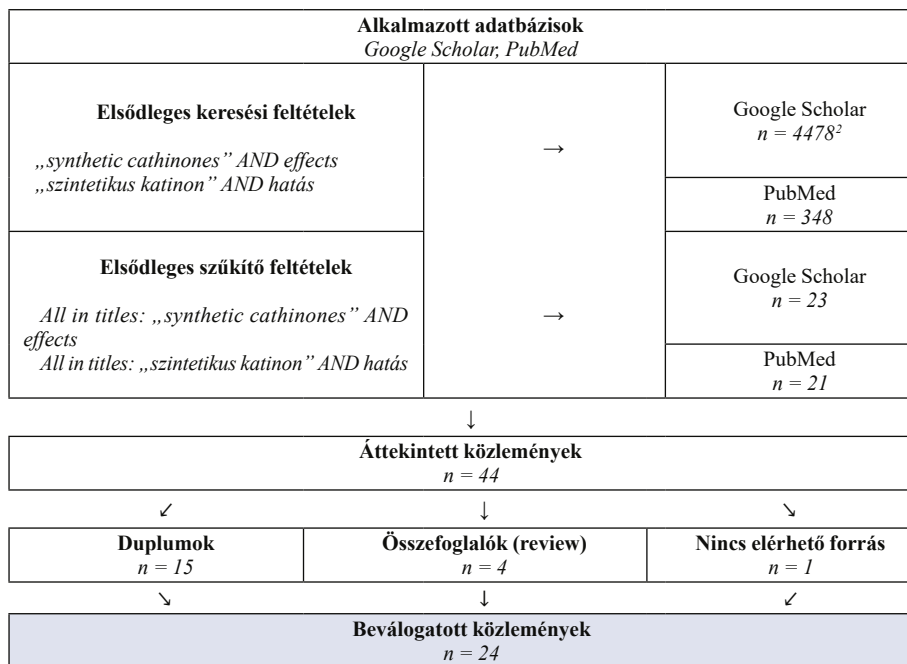 Alkalmazott adatbázisok
Google Scholar, PubMed
Elsődleges keresési feltételek
„synthetic cathinones” AND effects
„szintetikus katinon” AND hatás
→
Google Scholar
n = 4478²
PubMed
n = 348
Elsődleges szűkítő feltételek
All in titles: „synthetic cathinones” AND
effects
All in titles: „szintetikus katinon” AND hatás
→
Google Scholar
n = 23
PubMed
n = 21
↓
Áttekintett közlemények
n = 44
↙ ↓ ↘
Duplumok
n = 15
Összefoglalók (review)
n = 4
Nincs elérhető forrás
n = 1
↘ ↓ ↙
Beválogatott közlemények
n = 24